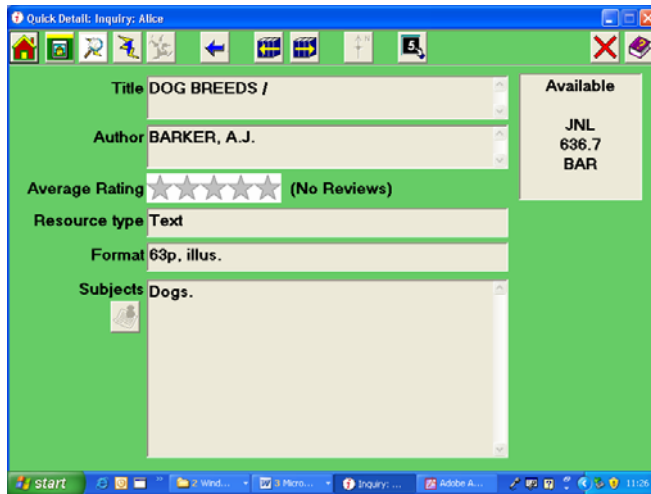 Quick Detail: Inquiry; Alice
N
5
Title DOG BREEDS /
Author BARKER, A.J.
Average Rating (No Reviews)
Resource type Text
Format 63p, illus.
Subjects Dogs.
Available
JNL
636.7
BAR
start
2 Wind...
3 Micro...
Inquiry: ...
Adobe A...
11:26